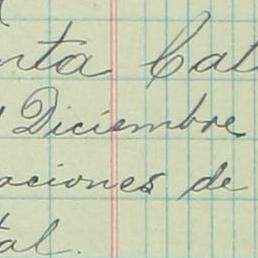 nta Cat
Diciembre
aciones de
tal.